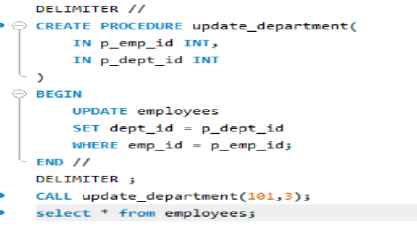 DELIMITER //
CREATE PROCEDURE update_department(
IN p_emp_id INT,
IN p_dept_id INT
)
BEGIN
UPDATE employees
SET dept_id = p_dept_id
WHERE emp_id = p_emp_id;
END //
DELIMITER ;
CALL update_department(101,3);
select * from employees;